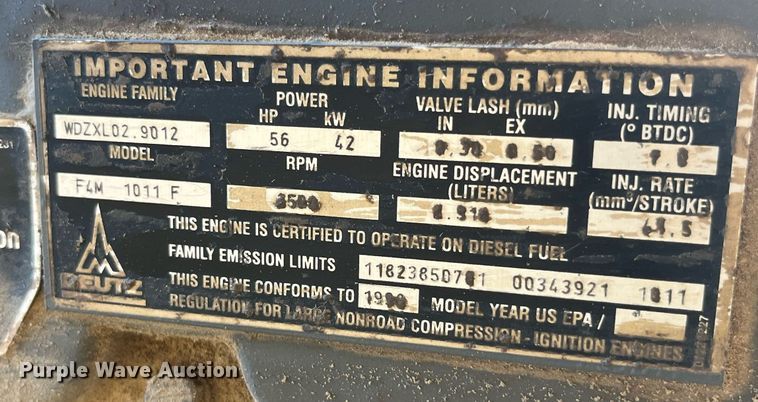 IMPORTANT ENGINE INFORMATION
ENGINE FAMILY
WDZXL02.9012
MODEL
F4M 1011 F
POWER
HP kW
56 42
RPM
VALVE LASH (mm)
IN EX
ENGINE DISPLACEMENT
(LITERS)
INJ. TIMING
(° BTDC)
INJ. RATE
(mm³/STROKE)
DEUTZ
THIS ENGINE IS CERTIFIED TO OPERATE ON DIESEL FUEL
FAMILY EMISSION LIMITS
00343921
THIS ENGINE CONFORMS TO MODEL YEAR US EPA /
REGULATION FOR LARGE NONROAD COMPRESSION - IGNITION ENGINES
on
Purple Wave Auction